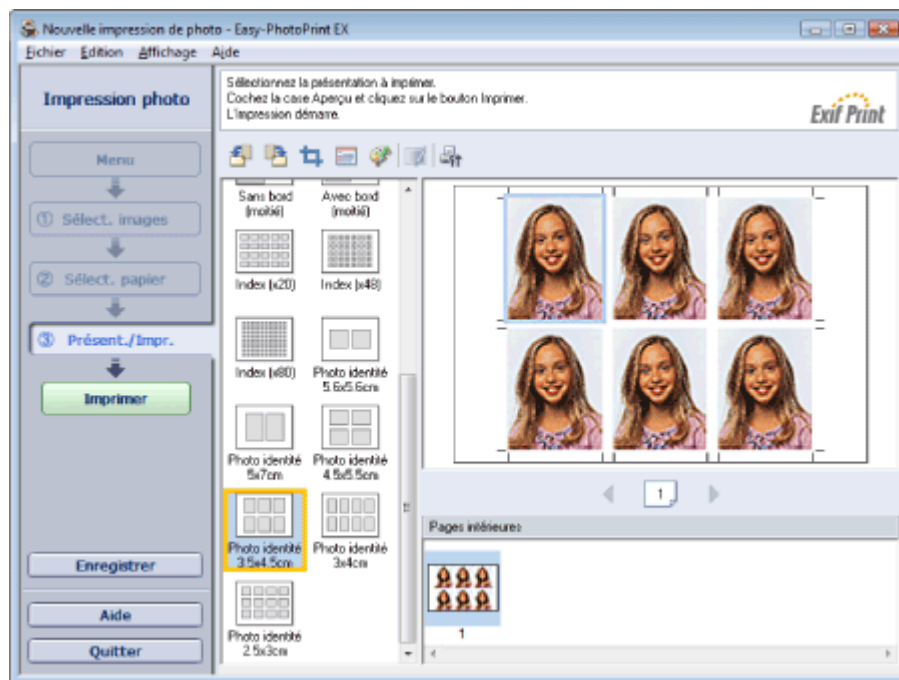 Nouvelle impression de photo - Easy-PhotoPrint EX
Fichier Edition Affichage Aide
Impression photo
Sélectionnez la présentation à imprimer.
Cochez la case Aperçu et cliquez sur le bouton Imprimer.
L'impression démarre.
Exif Print
Menu
① Sélect. images
② Sélect. papier
③ Présent./Impr.
Imprimer
Enregistrer
Aide
Quitter
Sans bord (moitié)
Avec bord (moitié)
Index (x20)
Index (x48)
Index (x80)
Photo identité 5.6x5.6cm
Photo identité 5x7cm
Photo identité 4.5x5.5cm
Photo identité 3.5x4.5cm
Photo identité 3x4cm
Photo identité 2.5x3cm
1
Pages intérieures
1